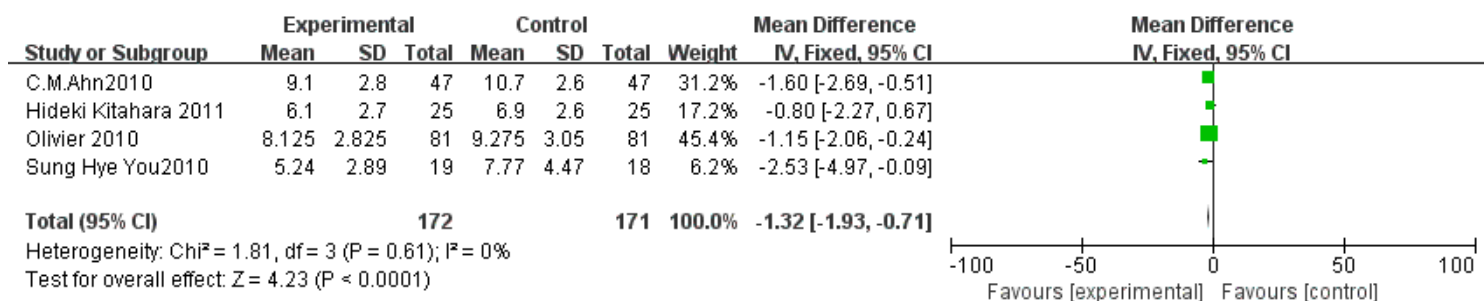 Experimental Control Mean Difference Mean Difference
Study or Subgroup Mean SD Total Mean SD Total Weight IV, Fixed, 95% CI IV, Fixed, 95% CI
C.M.Ahn2010 9.1 2.8 47 10.7 2.6 47 31.2% -1.60 [-2.69, -0.51]
Hideki Kitahara 2011 6.1 2.7 25 6.9 2.6 25 17.2% -0.80 [-2.27, 0.67]
Olivier 2010 8.125 2.825 81 9.275 3.05 81 45.4% -1.15 [-2.06, -0.24]
Sung Hye You2010 5.24 2.89 19 7.77 4.47 18 6.2% -2.53 [-4.97, -0.09]
Total (95% CI) 172 171 100.0% -1.32 [-1.93, -0.71]
Heterogeneity: Chi² = 1.81, df = 3 (P = 0.61); I² = 0%
Test for overall effect: Z = 4.23 (P < 0.0001)
-100 -50 0 50 100
Favours [experimental] Favours [control]